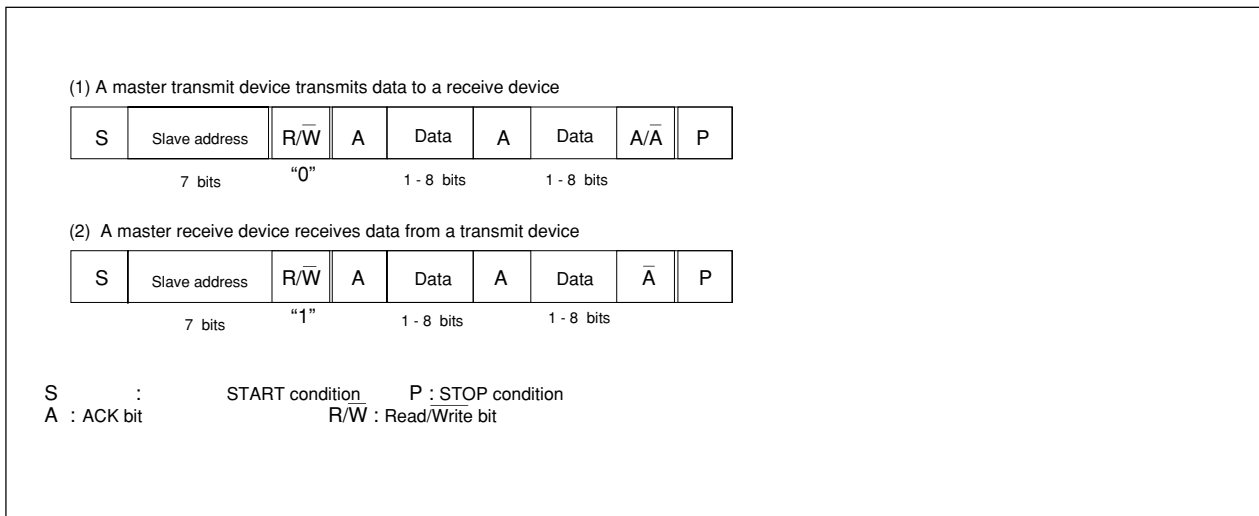 (1) A master transmit device transmits data to a receive device
S Slave address R/W̅ A Data A Data A/A̅ P
7 bits “0” 1 - 8 bits 1 - 8 bits
(2) A master receive device receives data from a transmit device
S Slave address R/W̅ A Data A Data A̅ P
7 bits “1” 1 - 8 bits 1 - 8 bits
S : START condition P : STOP condition
A : ACK bit R/W̅ : Read/W̅r̅i̅t̅e̅ bit